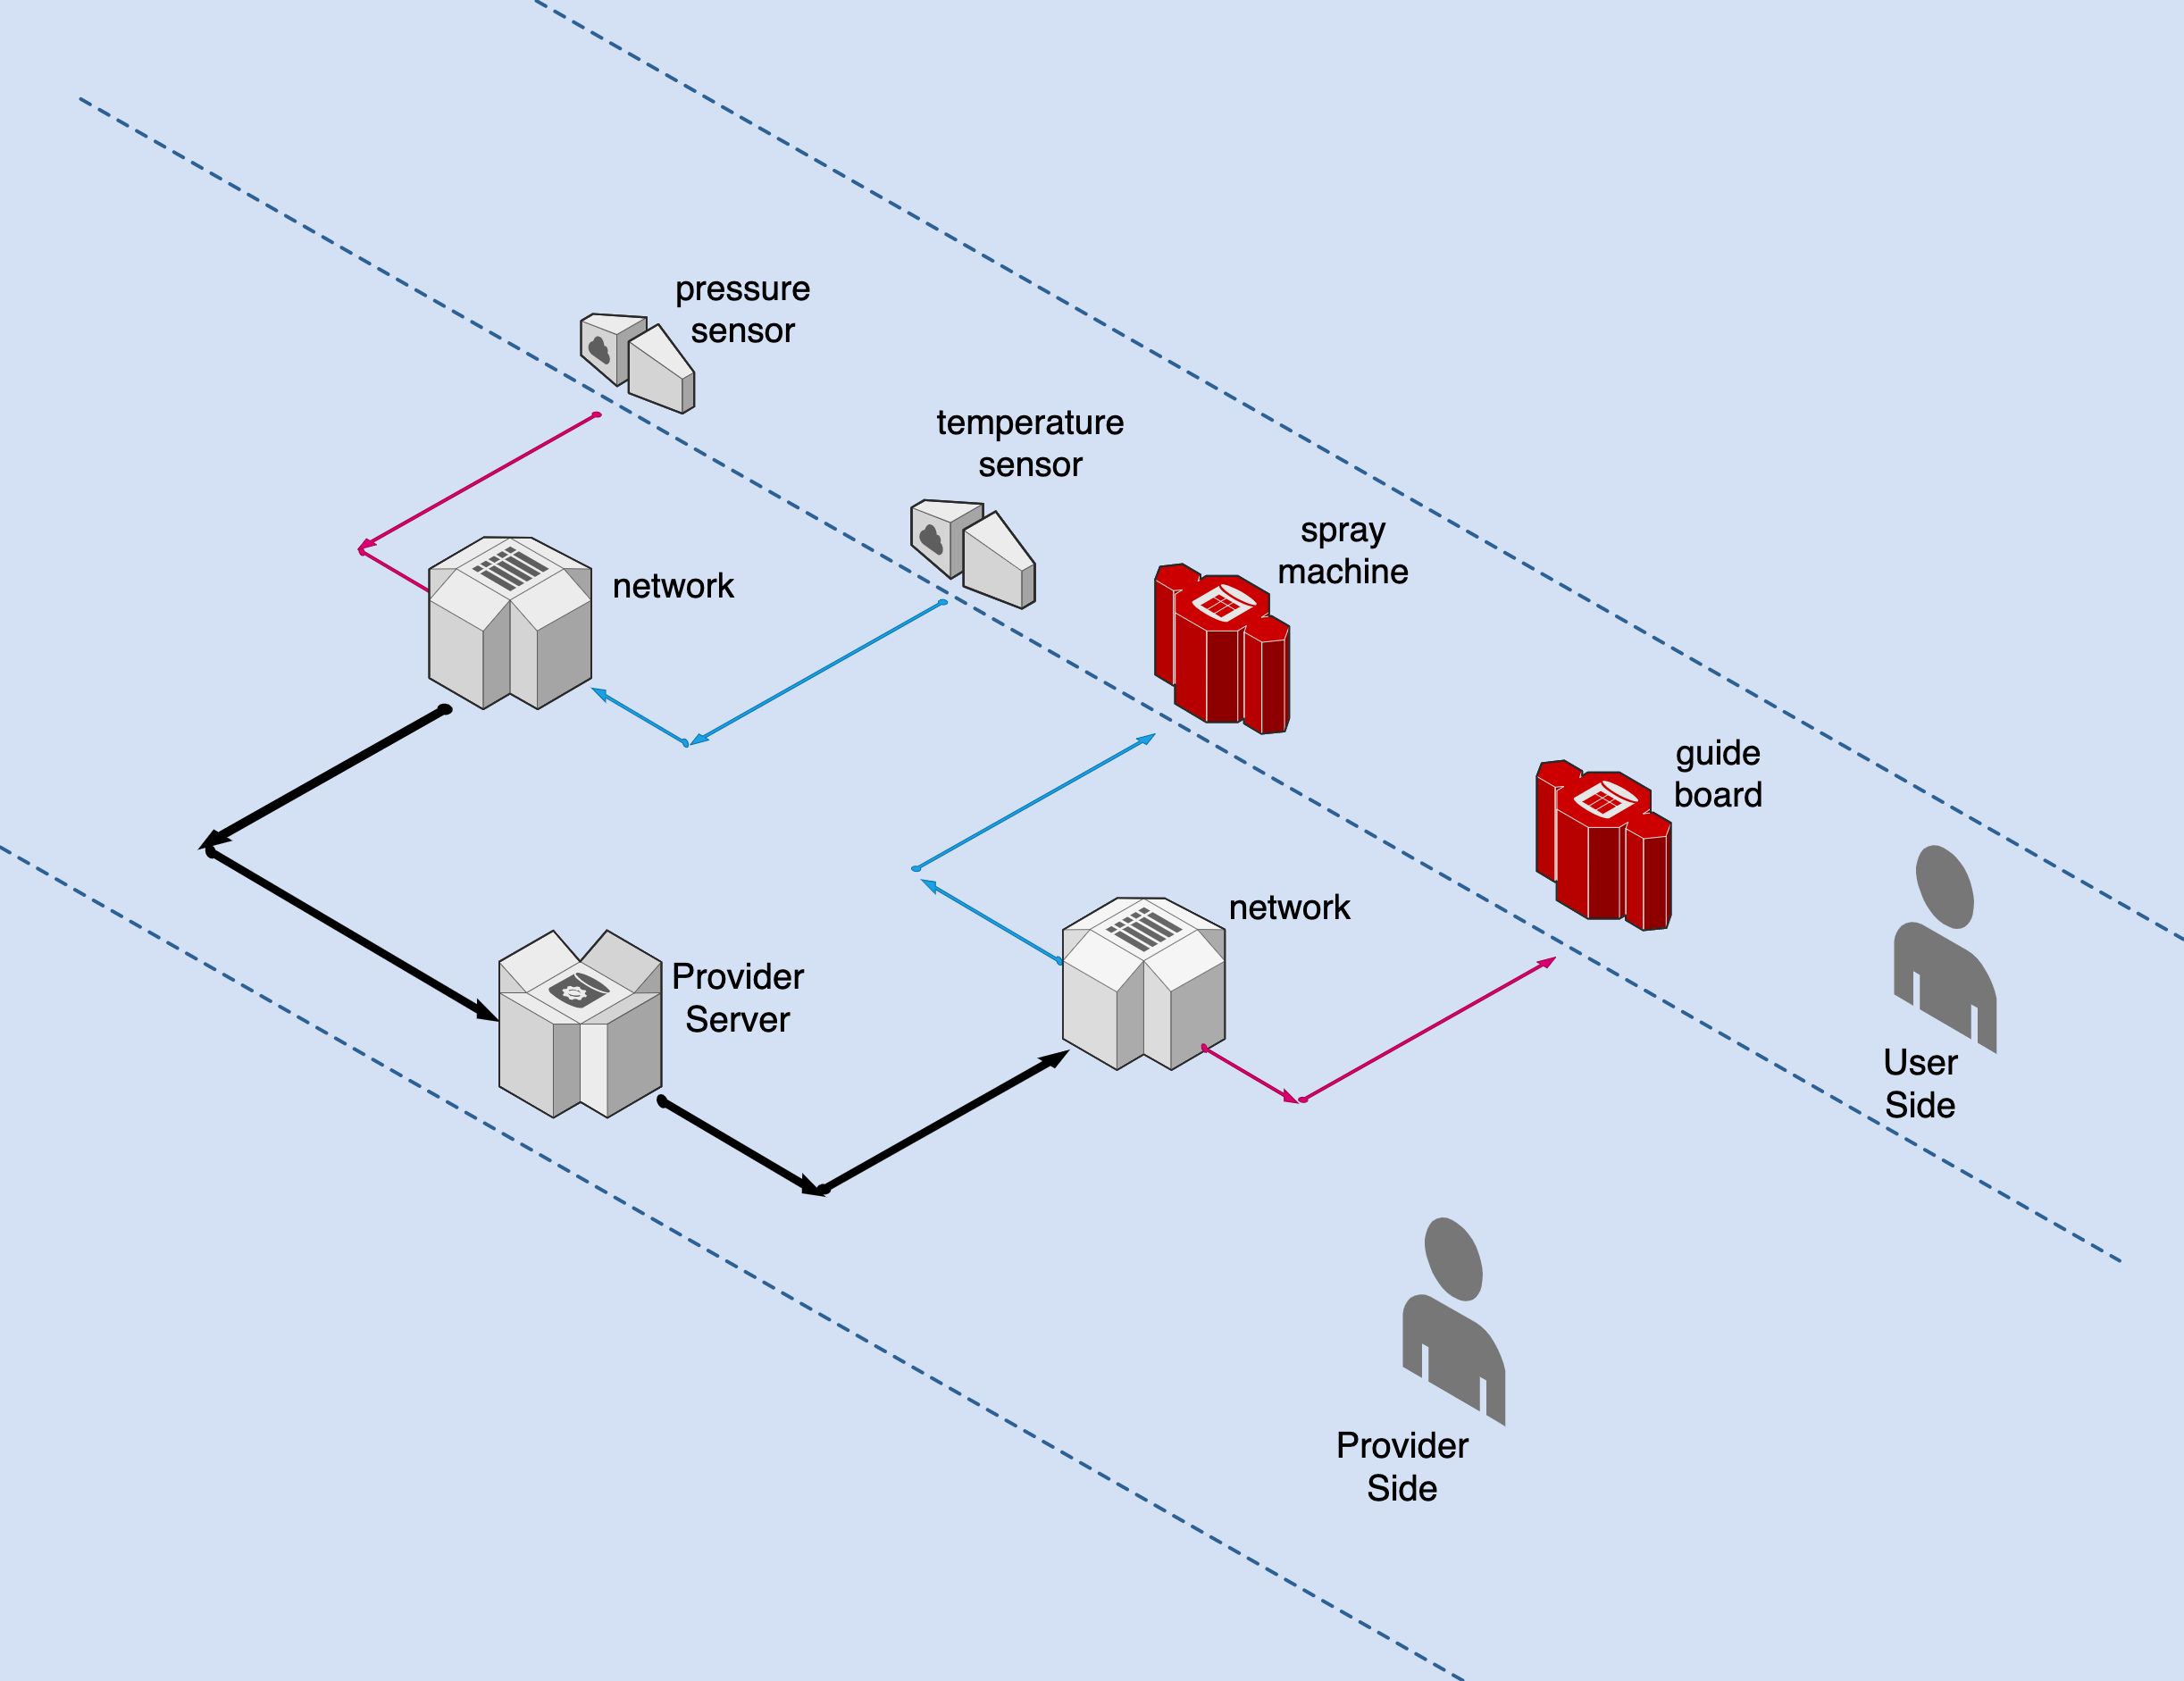 pressure
sensor
temperature
sensor
spray
machine
network
guide
board
network
Provider
Server
User
Side
Provider
Side